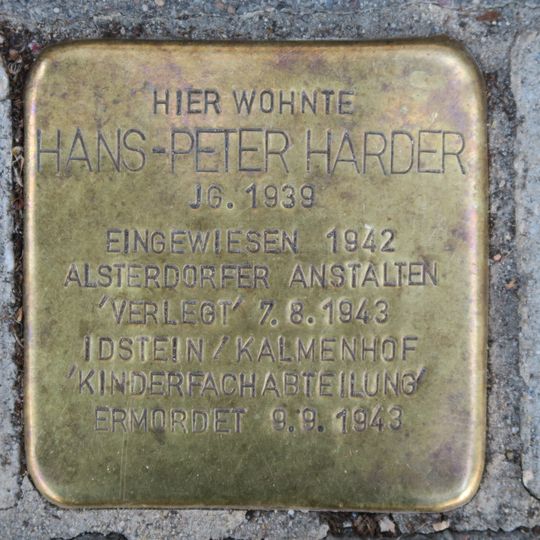 HIER WOHNTE
HANS-PETER HARDER
JG. 1939
EINGEWIESEN 1942
ALSTERDORFER ANSTALTEN
'VERLEGT' 7.8.1943
IDSTEIN/KALMENHOF
'KINDERFACHABTEILUNG'
ERMORDET 9.9.1943